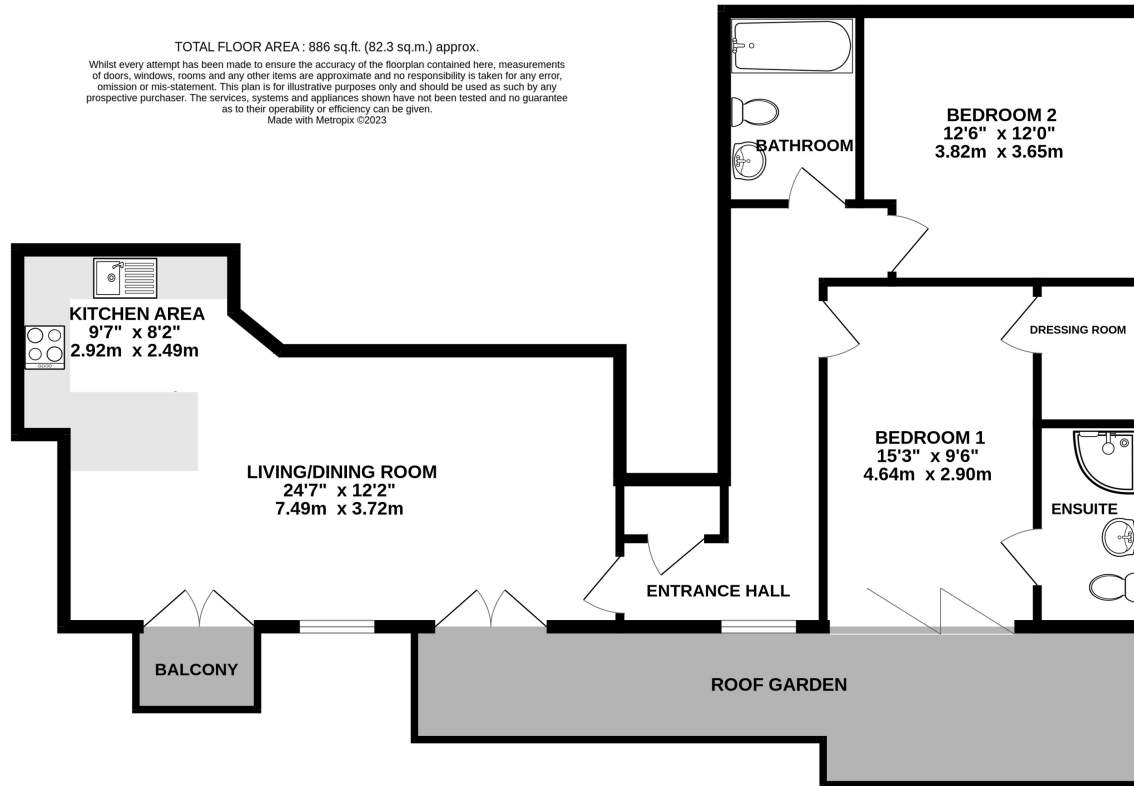 TOTAL FLOOR AREA : 886 sq.ft. (82.3 sq.m.) approx.
Whilst every attempt has been made to ensure the accuracy of the floorplan contained here, measurements
of doors, windows, rooms and any other items are approximate and no responsibility is taken for any error,
omission or mis-statement. This plan is for illustrative purposes only and should be used as such by any
prospective purchaser. The services, systems and appliances shown have not been tested and no guarantee
as to their operability or efficiency can be given.
Made with Metropix ©2023
BATHROOM
BEDROOM 2
12'6" x 12'0"
3.82m x 3.65m
KITCHEN AREA
9'7" x 8'2"
2.92m x 2.49m
DRESSING ROOM
LIVING/DINING ROOM
24'7" x 12'2"
7.49m x 3.72m
BEDROOM 1
15'3" x 9'6"
4.64m x 2.90m
ENSUITE
ENTRANCE HALL
BALCONY
ROOF GARDEN